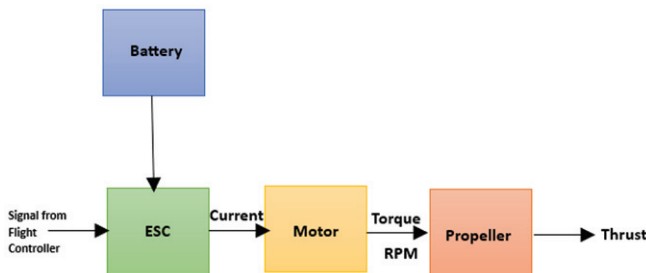 Battery
Signal from
Flight
Controller
ESC
Current
Motor
Torque
RPM
Propeller
Thrust